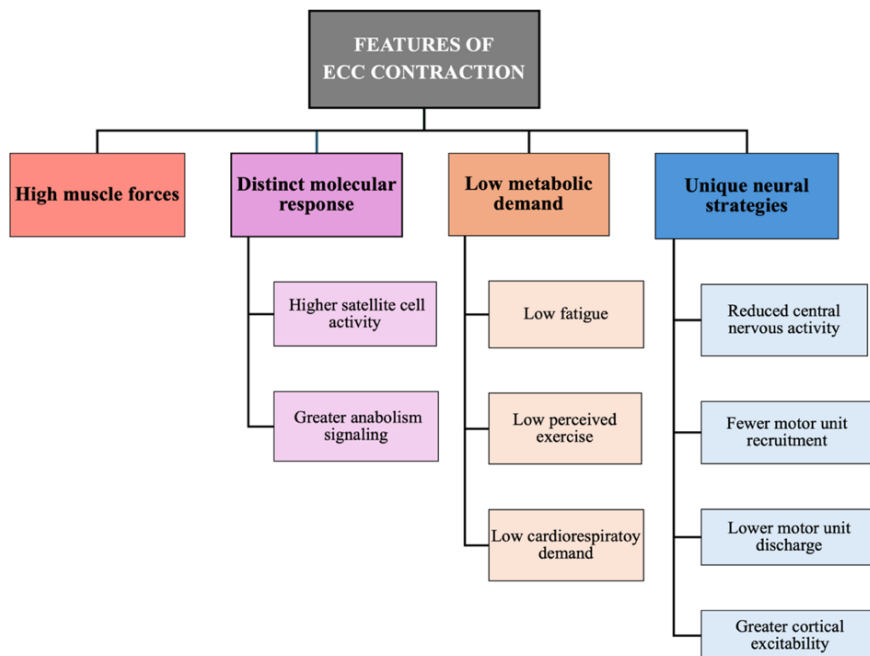 FEATURES OF
ECC CONTRACTION
High muscle forces
Distinct molecular
response
Higher satellite cell
activity
Greater anabolism
signaling
Low metabolic
demand
Low fatigue
Low perceived
exercise
Low cardiorespiratoy
demand
Unique neural
strategies
Reduced central
nervous activity
Fewer motor unit
recruitment
Lower motor unit
discharge
Greater cortical
excitability